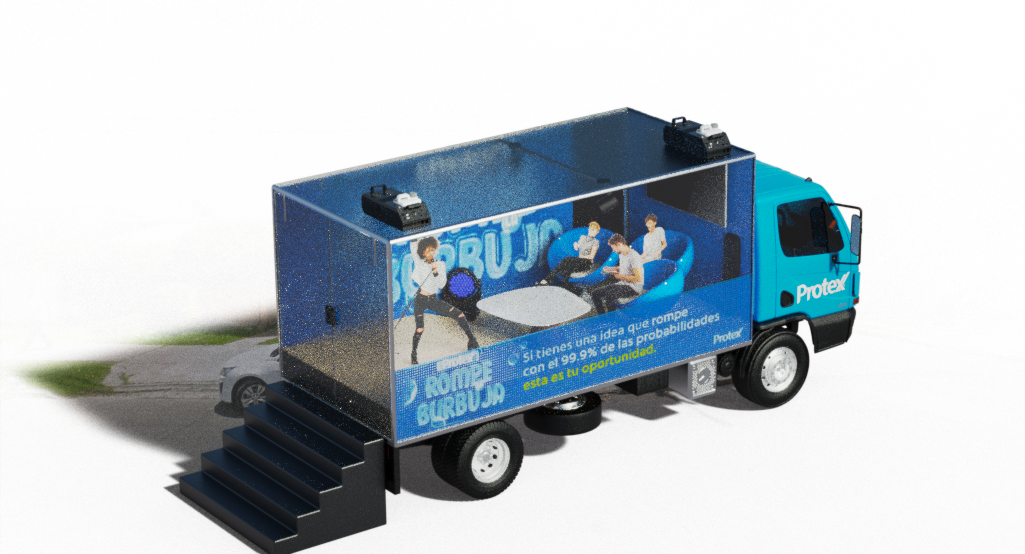 BURBUJA
Protex
Si tienes una idea que rompe
con el 99.9% de las probabilidades
esta es tu oportunidad.
Protex
ROMPE
BURBUJA